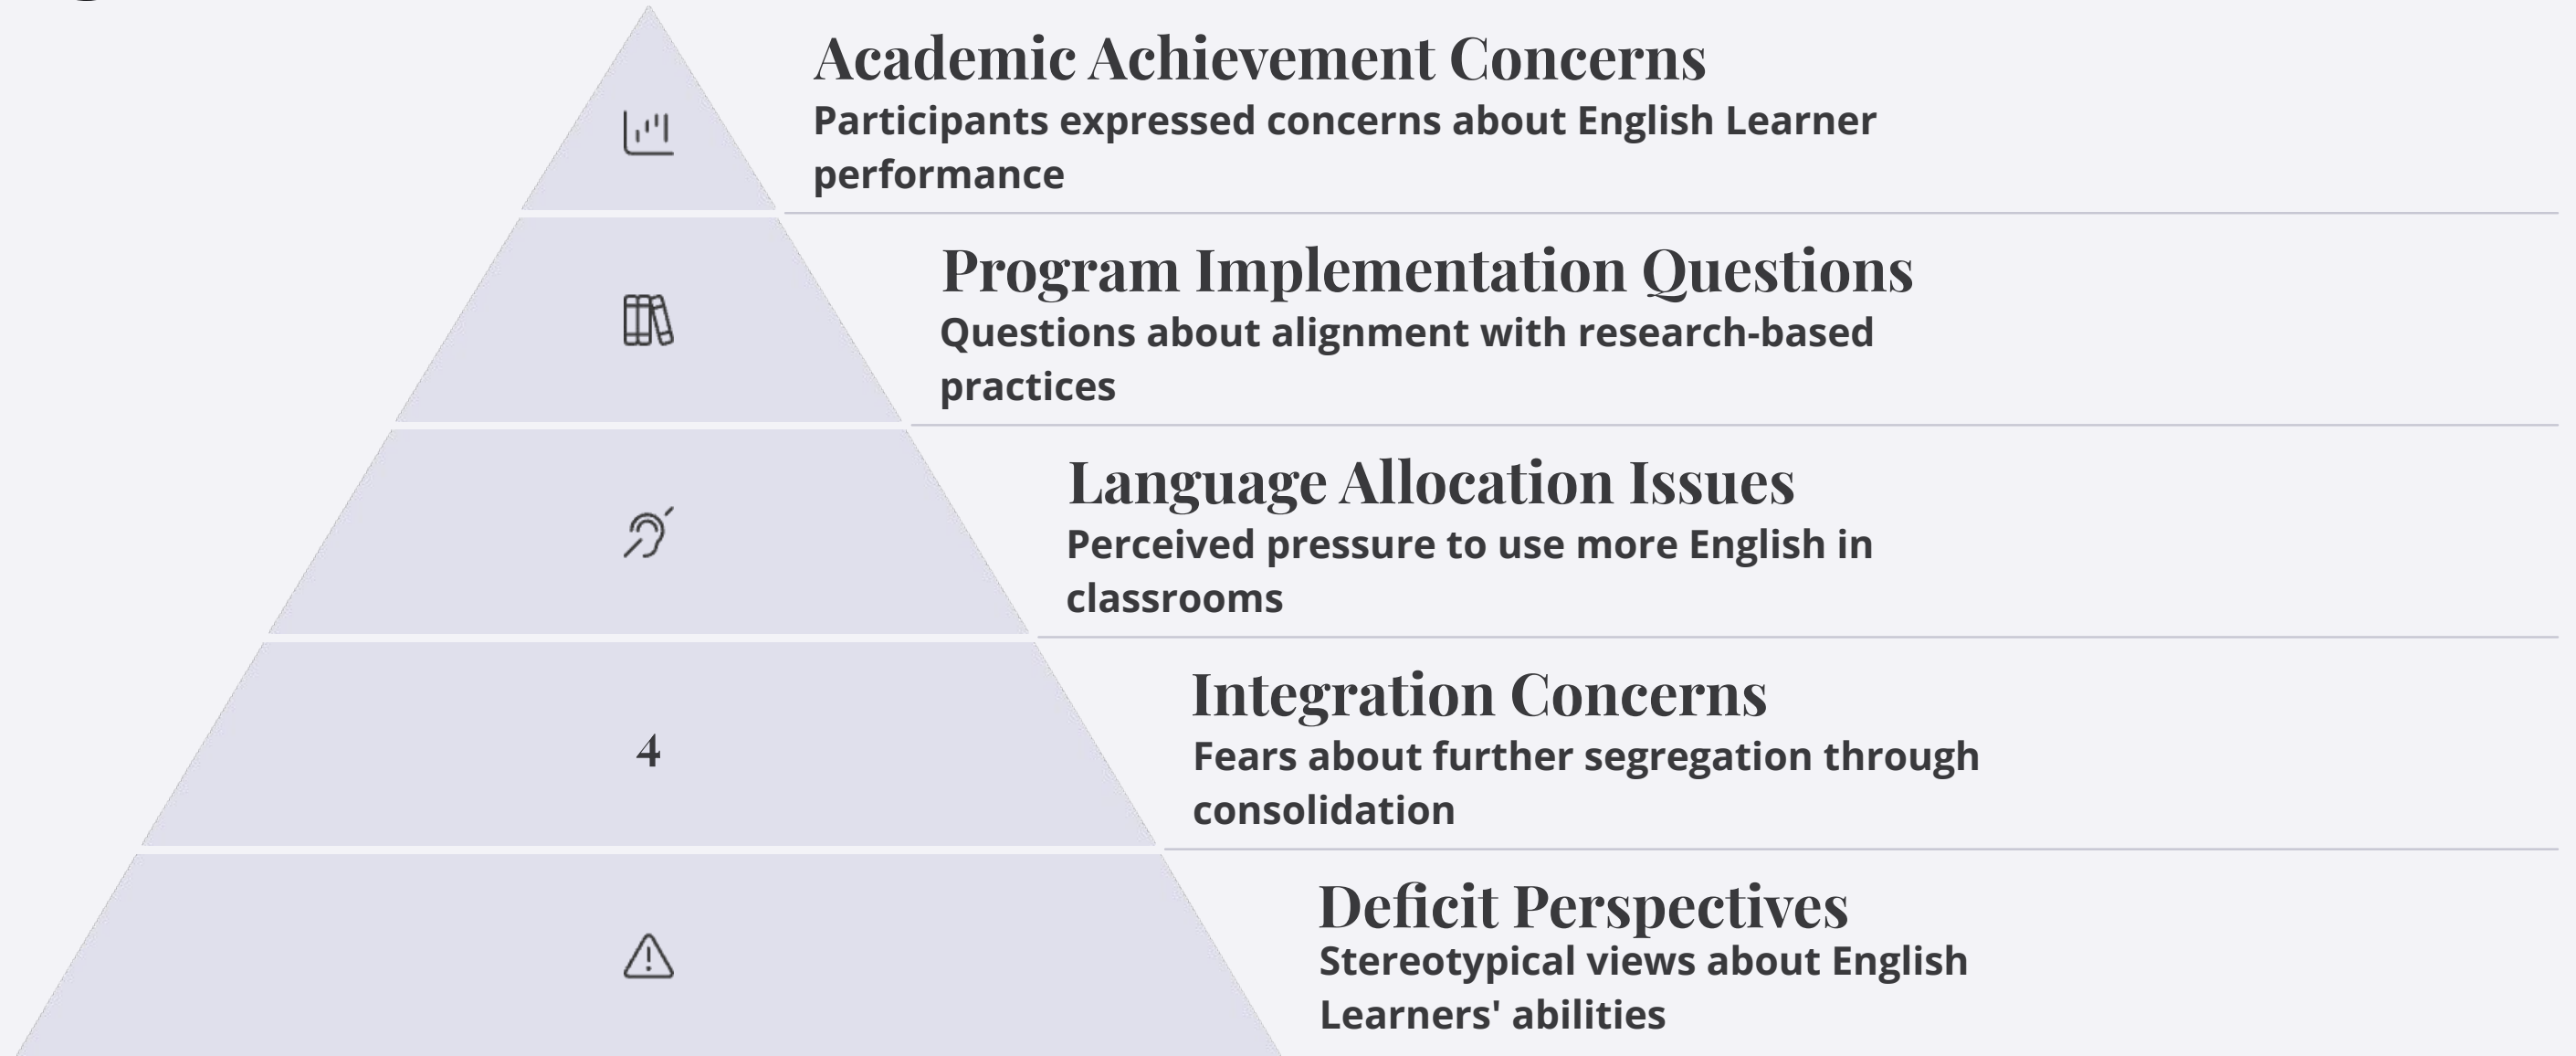 Academic Achievement Concerns
Participants expressed concerns about English Learner
performance
Program Implementation Questions
Questions about alignment with research-based
practices
Language Allocation Issues
Perceived pressure to use more English in
classrooms
4
Integration Concerns
Fears about further segregation through
consolidation
Deficit Perspectives
Stereotypical views about English
Learners' abilities